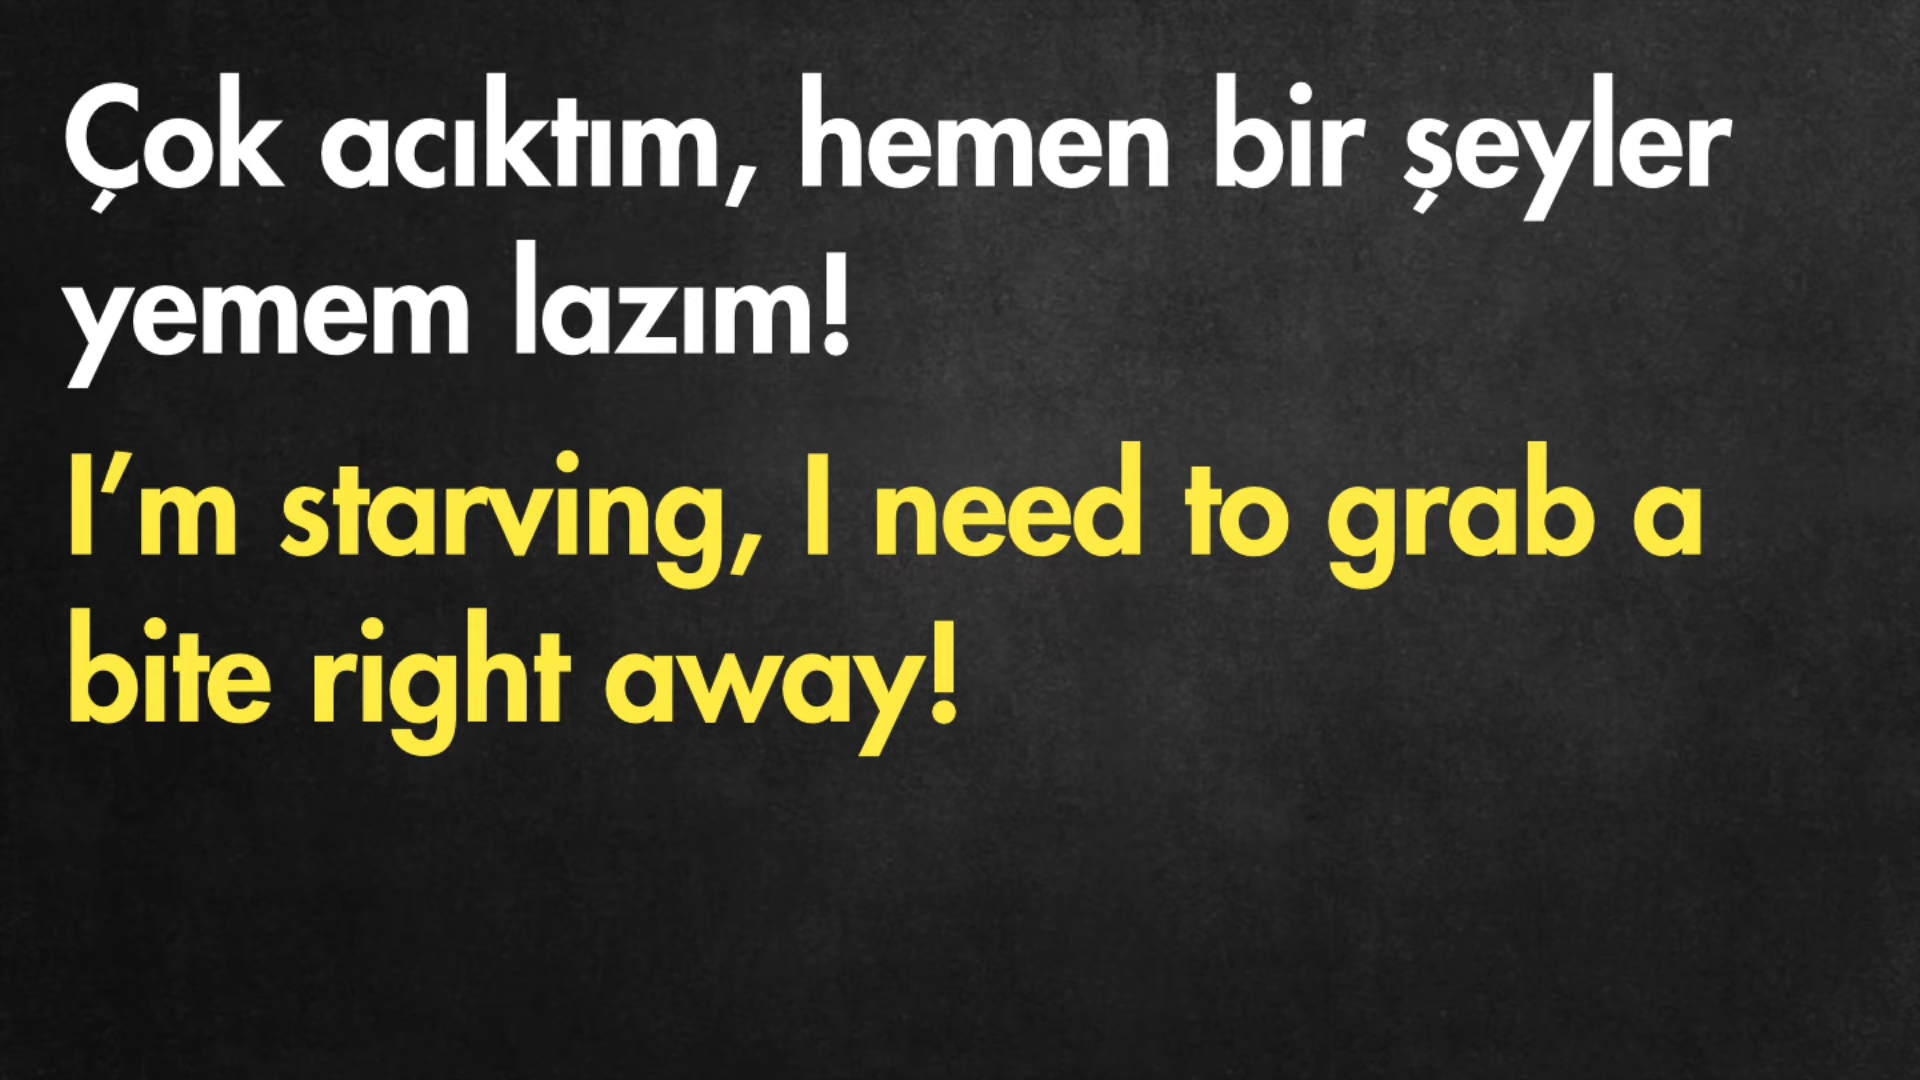 Çok acıktım, hemen bir şeyler
yemem lazım!
I’m starving, I need to grab a
bite right away!